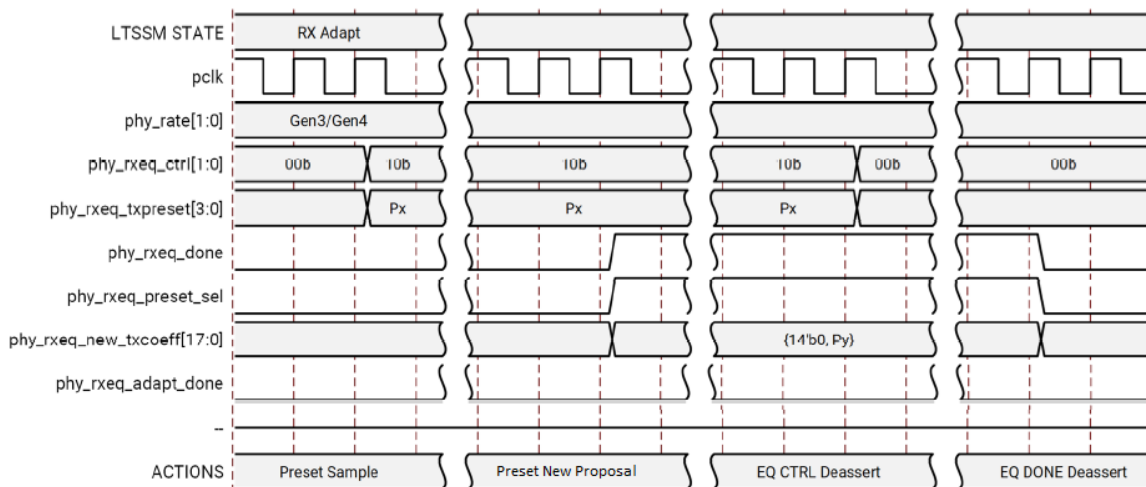 LTSSM STATE RX Adapt
pclk
phy_rate[1:0] Gen3/Gen4
phy_rxeq_ctrl[1:0] 00b 10b 10b 10b 00b 00b
phy_rxeq_txpreset[3:0] Px Px Px
phy_rxeq_done
phy_rxeq_preset_sel
phy_rxeq_new_txcoeff[17:0] {14'b0, Py}
phy_rxeq_adapt_done
--
ACTIONS Preset Sample Preset New Proposal EQ CTRL Deassert EQ DONE Deassert